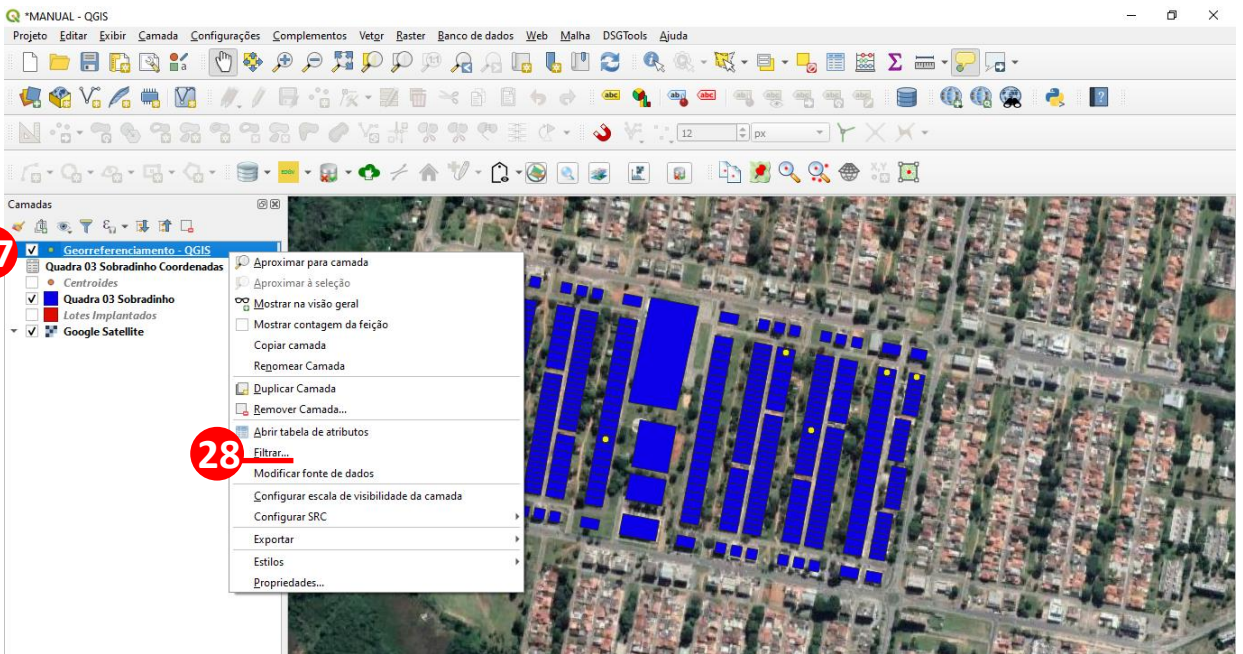 *MANUAL - QGIS
Projeto Editar Exibir Camada Configurações Complementos Vetor Raster Banco de dados Web Malha DSGTools Ajuda
abc abc abc
12 px
X,Y
Camadas
7 Georreferenciamento - QGIS
Quadra 03 Sobradinho Coordenadas
Centroides
Quadra 03 Sobradinho
Lotes Implantados
Google Satellite
Aproximar para camada
Aproximar à seleção
Mostrar na visão geral
Mostrar contagem da feição
Copiar camada
Renomear Camada
Duplicar Camada
Remover Camada...
Abrir tabela de atributos
28 Filtrar...
Modificar fonte de dados
Configurar escala de visibilidade da camada
Configurar SRC
Exportar
Estilos
Propriedades...